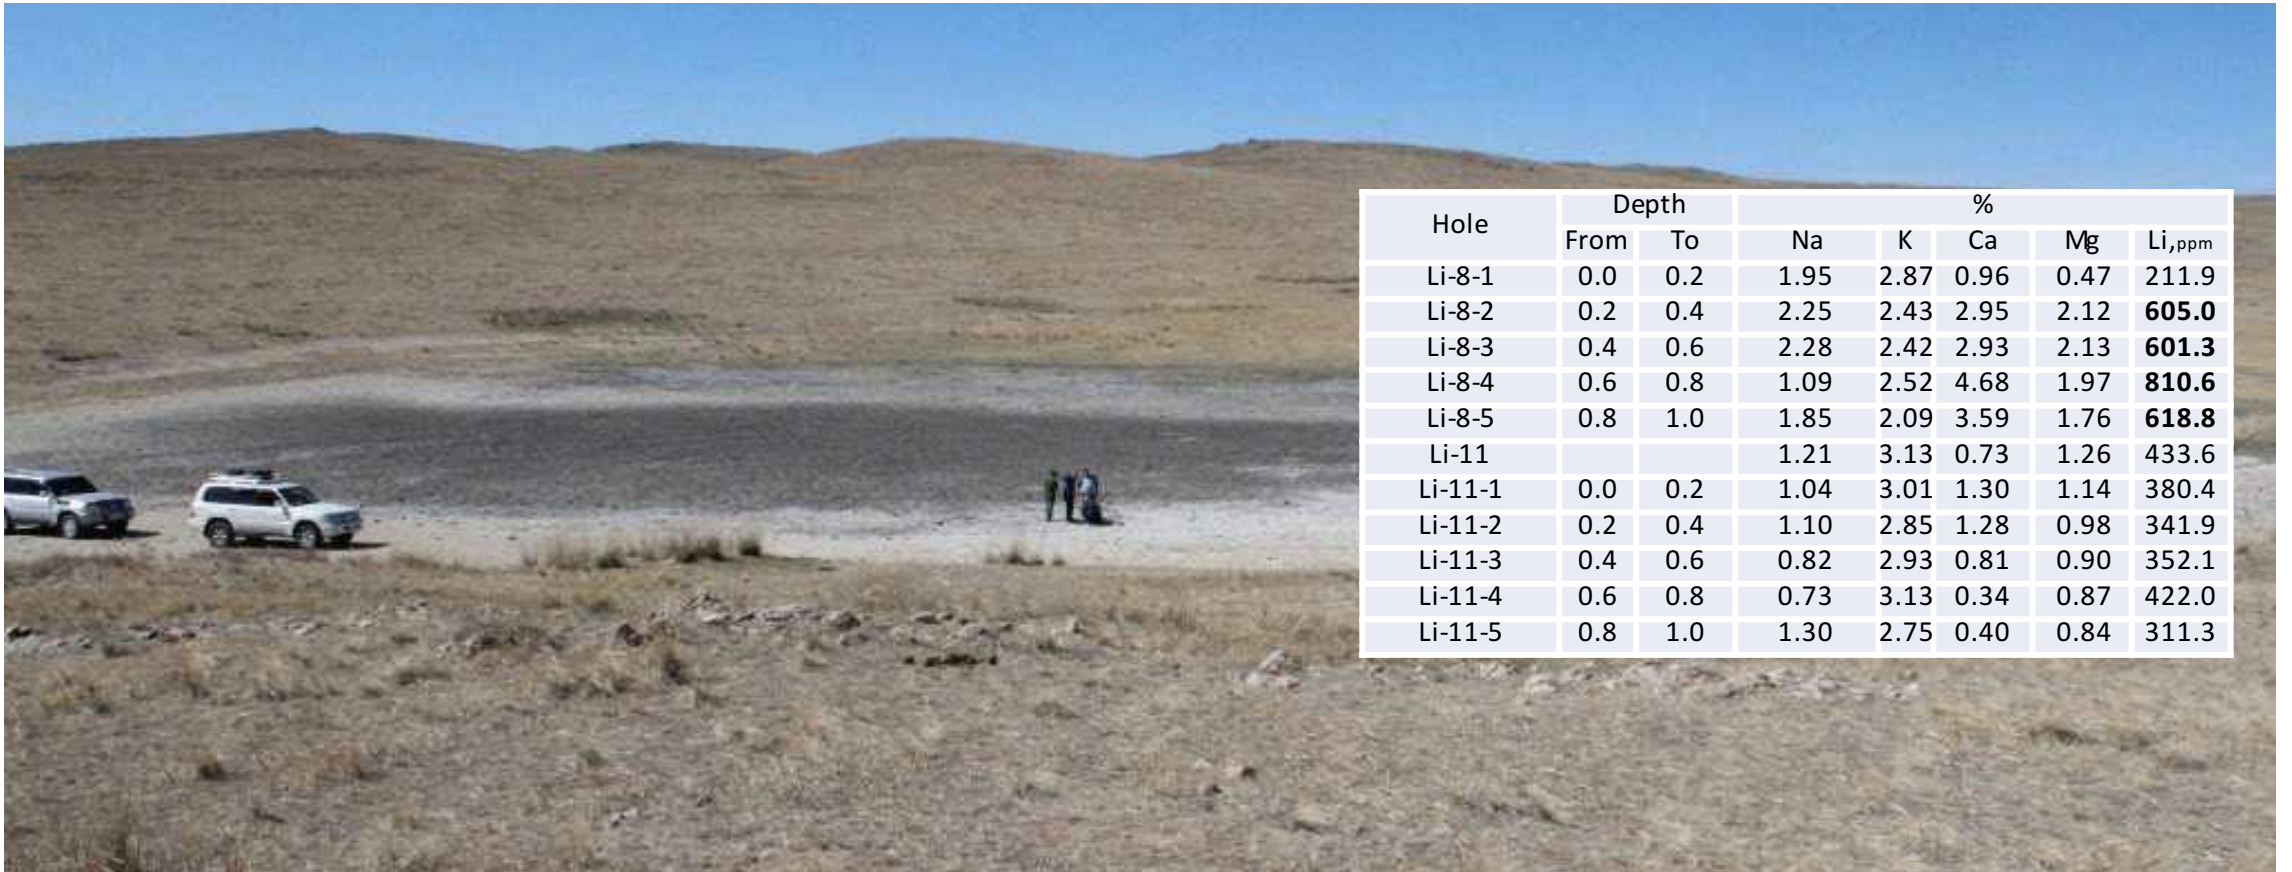 Hole Depth %
From To Na K Ca Mg Li,ppm
Li-8-1 0.0 0.2 1.95 2.87 0.96 0.47 211.9
Li-8-2 0.2 0.4 2.25 2.43 2.95 2.12 605.0
Li-8-3 0.4 0.6 2.28 2.42 2.93 2.13 601.3
Li-8-4 0.6 0.8 1.09 2.52 4.68 1.97 810.6
Li-8-5 0.8 1.0 1.85 2.09 3.59 1.76 618.8
Li-11 1.21 3.13 0.73 1.26 433.6
Li-11-1 0.0 0.2 1.04 3.01 1.30 1.14 380.4
Li-11-2 0.2 0.4 1.10 2.85 1.28 0.98 341.9
Li-11-3 0.4 0.6 0.82 2.93 0.81 0.90 352.1
Li-11-4 0.6 0.8 0.73 3.13 0.34 0.87 422.0
Li-11-5 0.8 1.0 1.30 2.75 0.40 0.84 311.3